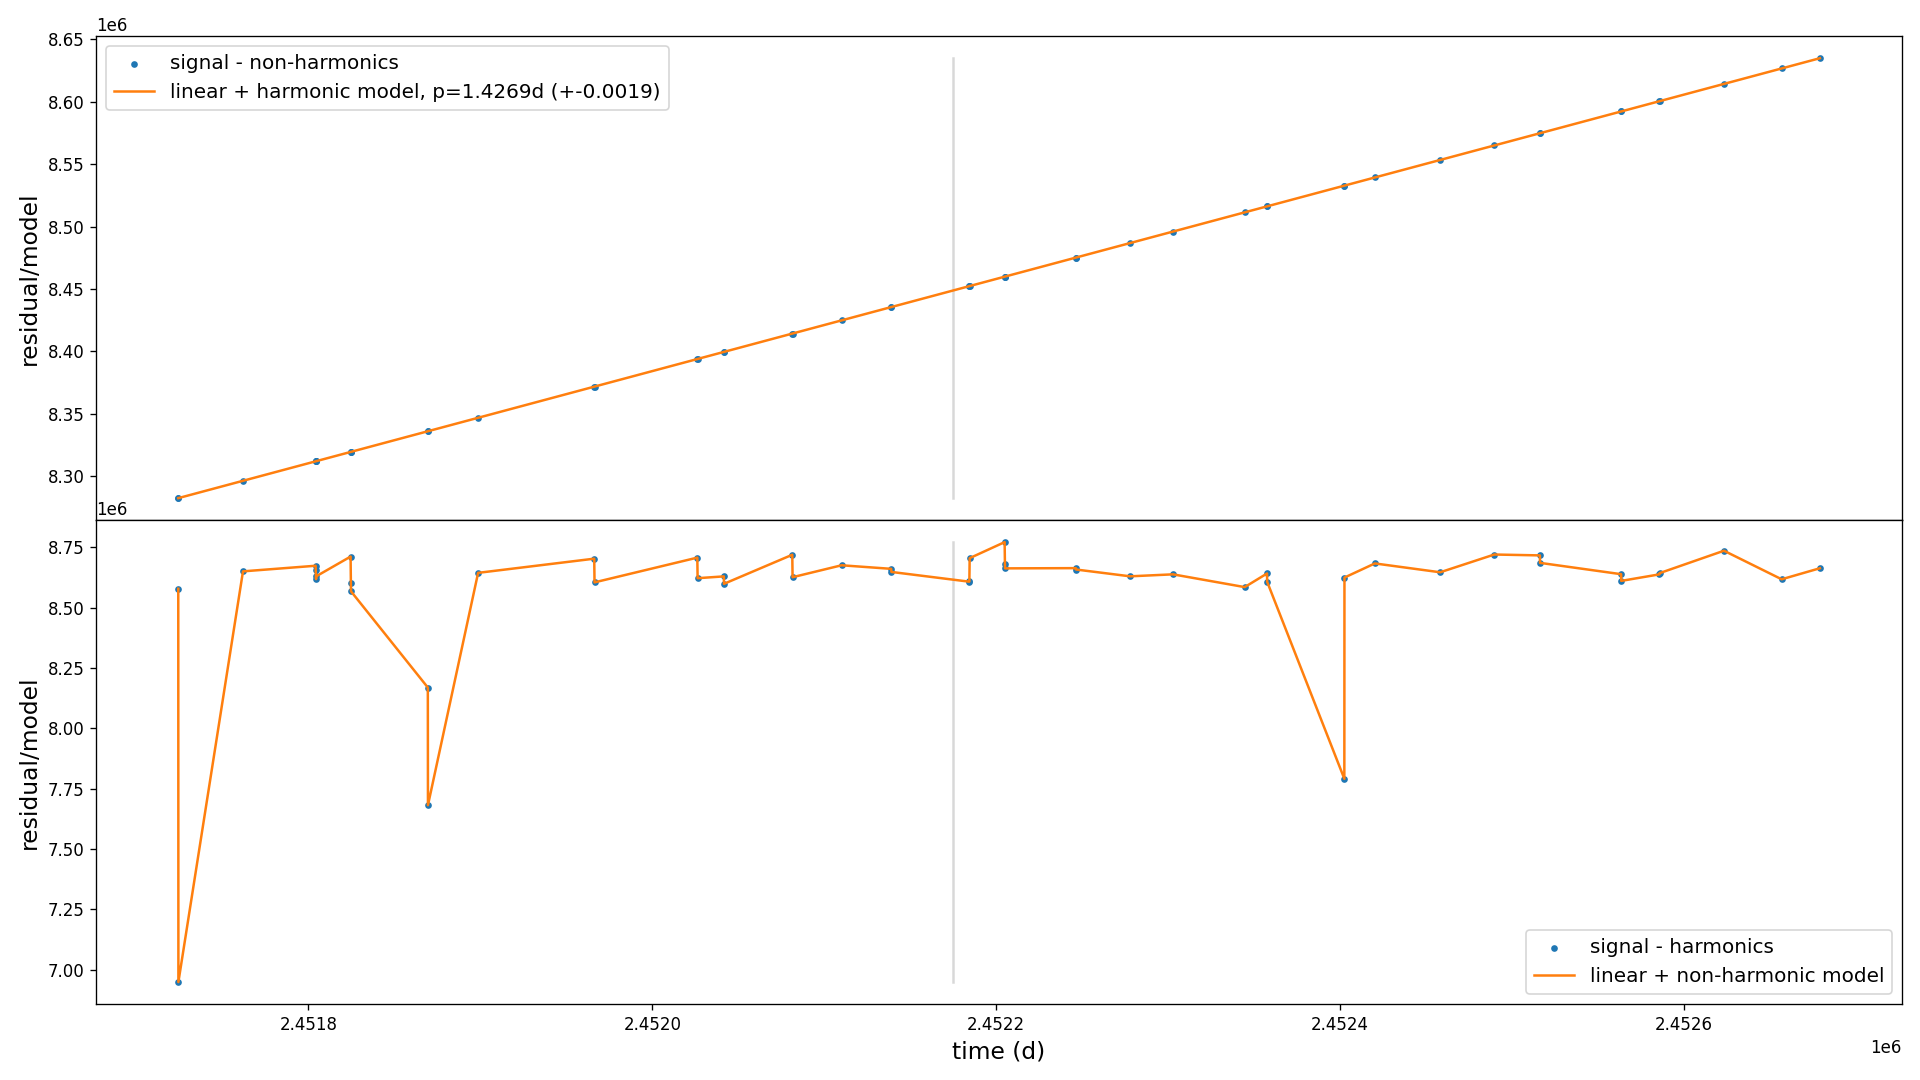 1e6
8.65
8.60
8.55
8.50
8.45
8.40
8.35
8.30
residual/model
signal - non-harmonics
linear + harmonic model, p=1.4269d (+-0.0019)
1e6
8.75
8.50
8.25
8.00
7.75
7.50
7.25
7.00
residual/model
signal - harmonics
linear + non-harmonic model
2.4518
2.4520
2.4522
2.4524
2.4526
1e6
time (d)